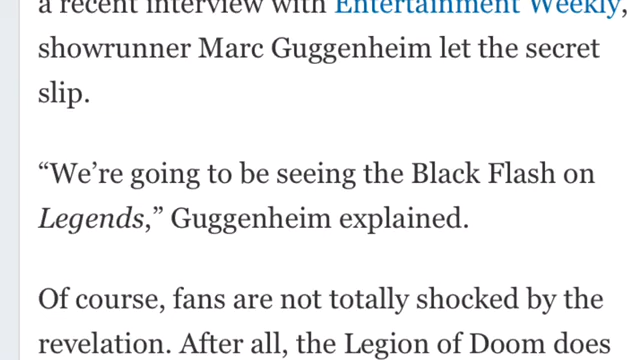 a recent interview with Entertainment Weekly,
showrunner Marc Guggenheim let the secret
slip.
“We’re going to be seeing the Black Flash on
Legends,” Guggenheim explained.
Of course, fans are not totally shocked by the
revelation. After all, the Legion of Doom does